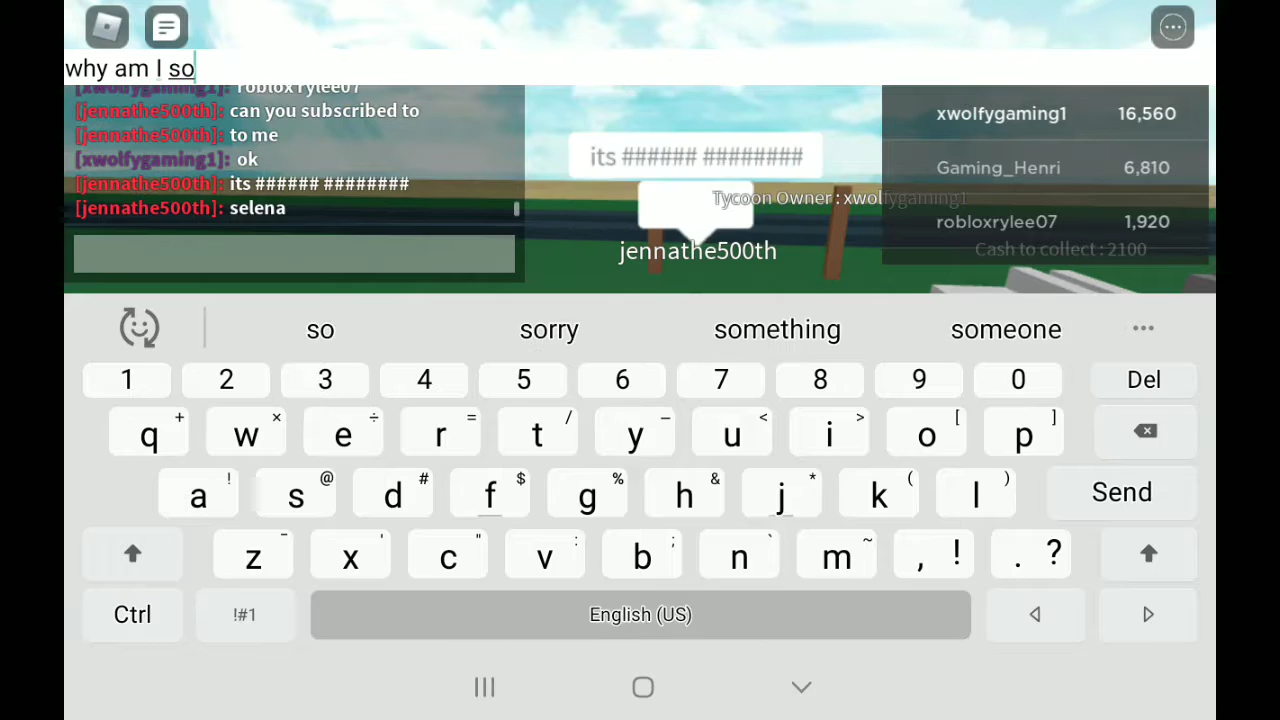 why am I so
[xwolfygaming1]: robloxrylee07
[jennathe500th]: can you subscribed to
[jennathe500th]: to me
[xwolfygaming1]: ok
[jennathe500th]: its ###### ########
[jennathe500th]: selena
its ###### ########
Tycoon Owner : xwolfygaming1
jennathe500th
xwolfygaming1 16,560
Gaming_Henri 6,810
robloxrylee07 1,920
Cash to collect : 2100
so sorry something someone ...
1 2 3 4 5 6 7 8 9 0 Del
q + w × e ÷ r = t / y _ u < i > o [ p ]
a ! s @ d # f $ g % h & j * k ( l ) Send
z - x ' c " v : b ; n ` m ~ , ! . ?
Ctrl !#1 English (US)